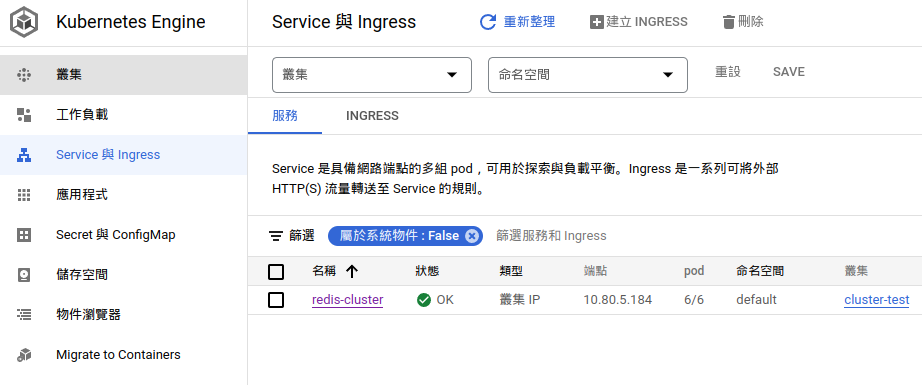 Kubernetes Engine
Service 與 Ingress
重新整理
建立 INGRESS
刪除
叢集
工作負載
Service 與 Ingress
應用程式
Secret 與 ConfigMap
儲存空間
物件瀏覽器
Migrate to Containers
叢集
命名空間
重設
SAVE
服務
INGRESS
Service 是具備網路端點的多組 pod，可用於探索與負載平衡。Ingress 是一系列可將外部
HTTP(S) 流量轉送至 Service 的規則。
篩選
屬於系統物件 : False
篩選服務和 Ingress
名稱 狀態 類型 端點 pod 命名空間 叢集
redis-cluster OK 叢集 IP 10.80.5.184 6/6 default cluster-test